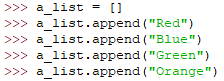 >>> a_list = []
>>> a_list.append("Red")
>>> a_list.append("Blue")
>>> a_list.append("Green")
>>> a_list.append("Orange")